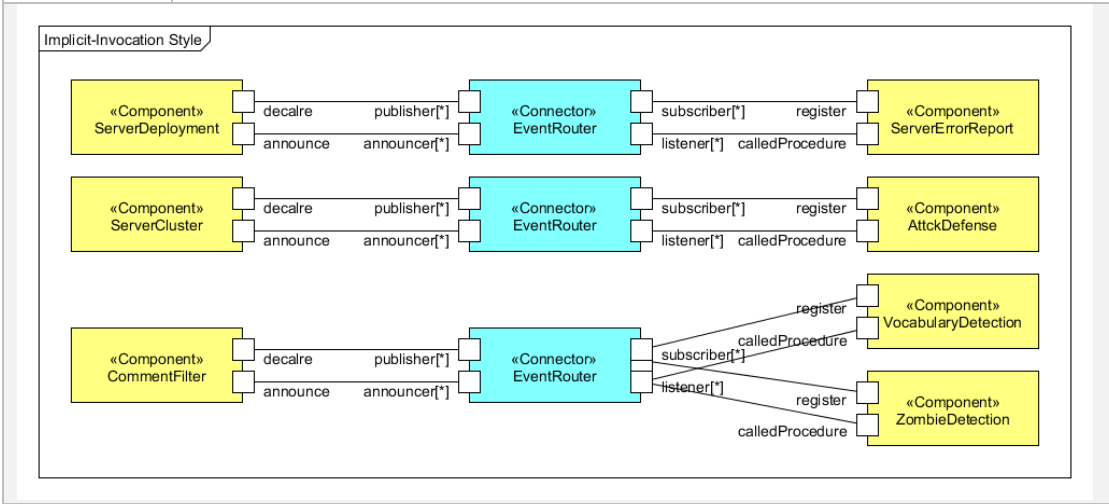 Implicit-Invocation Style
«Component»
ServerDeployment
decalre
announce
publisher[*]
announcer[*]
«Connector»
EventRouter
subscriber[*]
listener[*]
register
calledProcedure
«Component»
ServerErrorReport
«Component»
ServerCluster
decalre
announce
publisher[*]
announcer[*]
«Connector»
EventRouter
subscriber[*]
listener[*]
register
calledProcedure
«Component»
AttckDefense
«Component»
CommentFilter
decalre
announce
publisher[*]
announcer[*]
«Connector»
EventRouter
subscriber[*]
listener[*]
register
calledProcedure
«Component»
VocabularyDetection
register
calledProcedure
«Component»
ZombieDetection